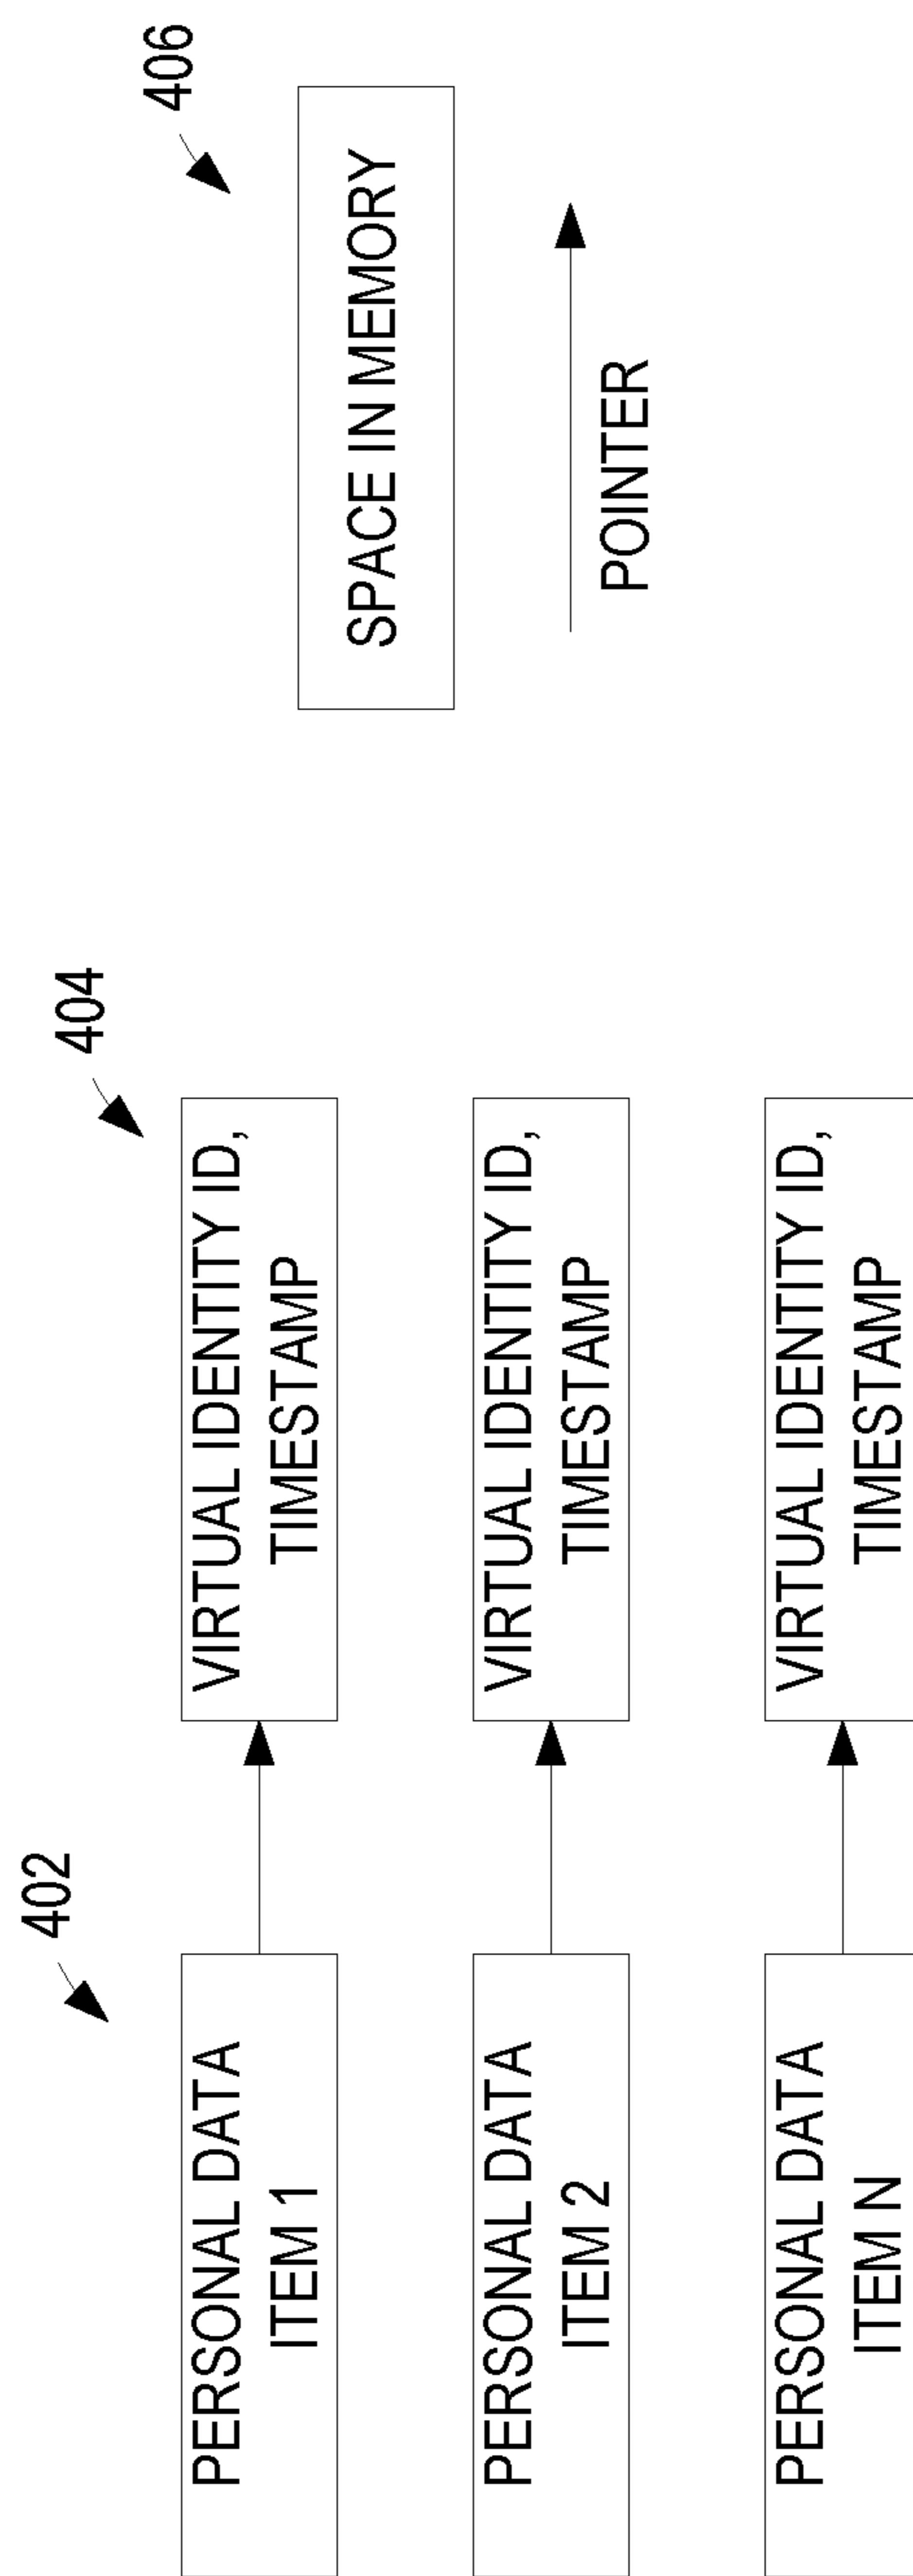 402
PERSONAL DATA
ITEM 1
PERSONAL DATA
ITEM 2
PERSONAL DATA
ITEM N
404
VIRTUAL IDENTITY ID,
TIMESTAMP
VIRTUAL IDENTITY ID,
TIMESTAMP
VIRTUAL IDENTITY ID,
TIMESTAMP
406
SPACE IN MEMORY
POINTER